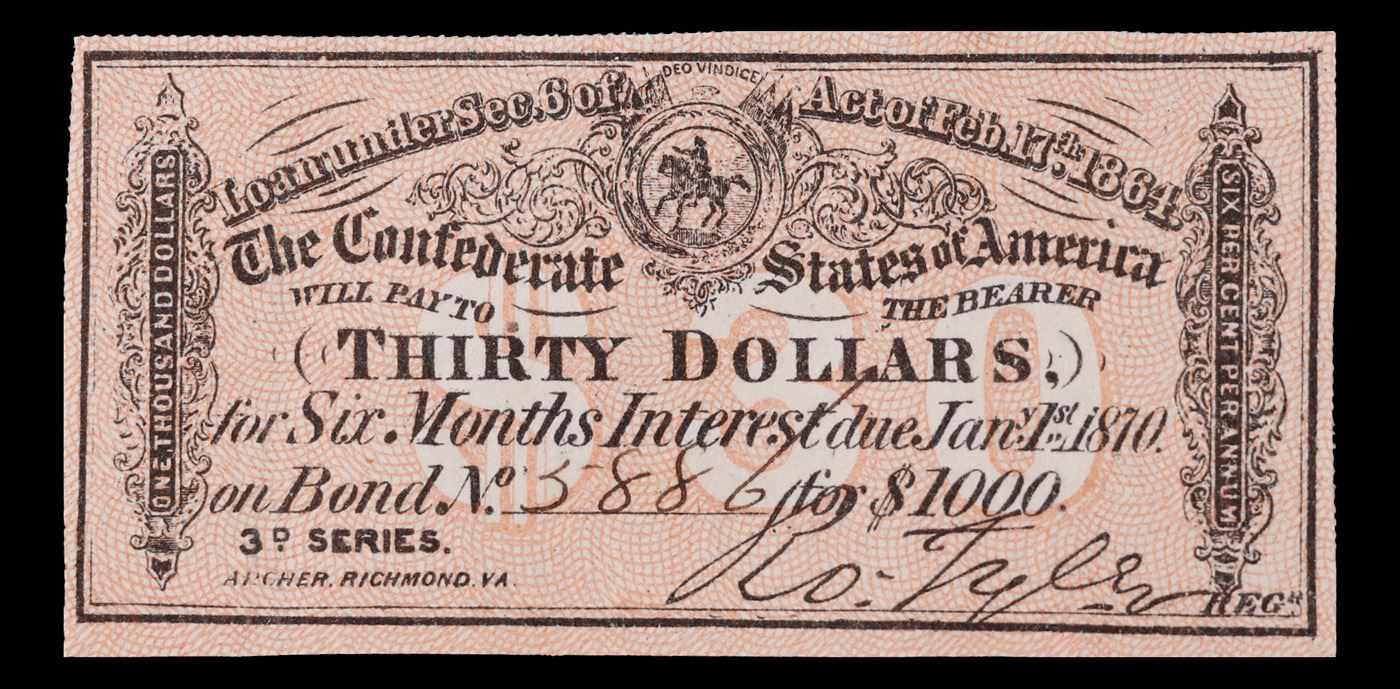 DEO VINDICE
Loan under Sec. 6 of Act of Feb. 17th 1864
The Confederate States of America
WILL PAY TO THE BEARER
THIRTY DOLLARS.
for Six Months Interest due Jany. 1st 1870.
on Bond No. 5886 for $1000.
3D SERIES.
Ro. Tyler REGR
ARCHER. RICHMOND. VA.
ONE THOUSAND DOLLARS
SIX PER CENT PER ANNUM
$30